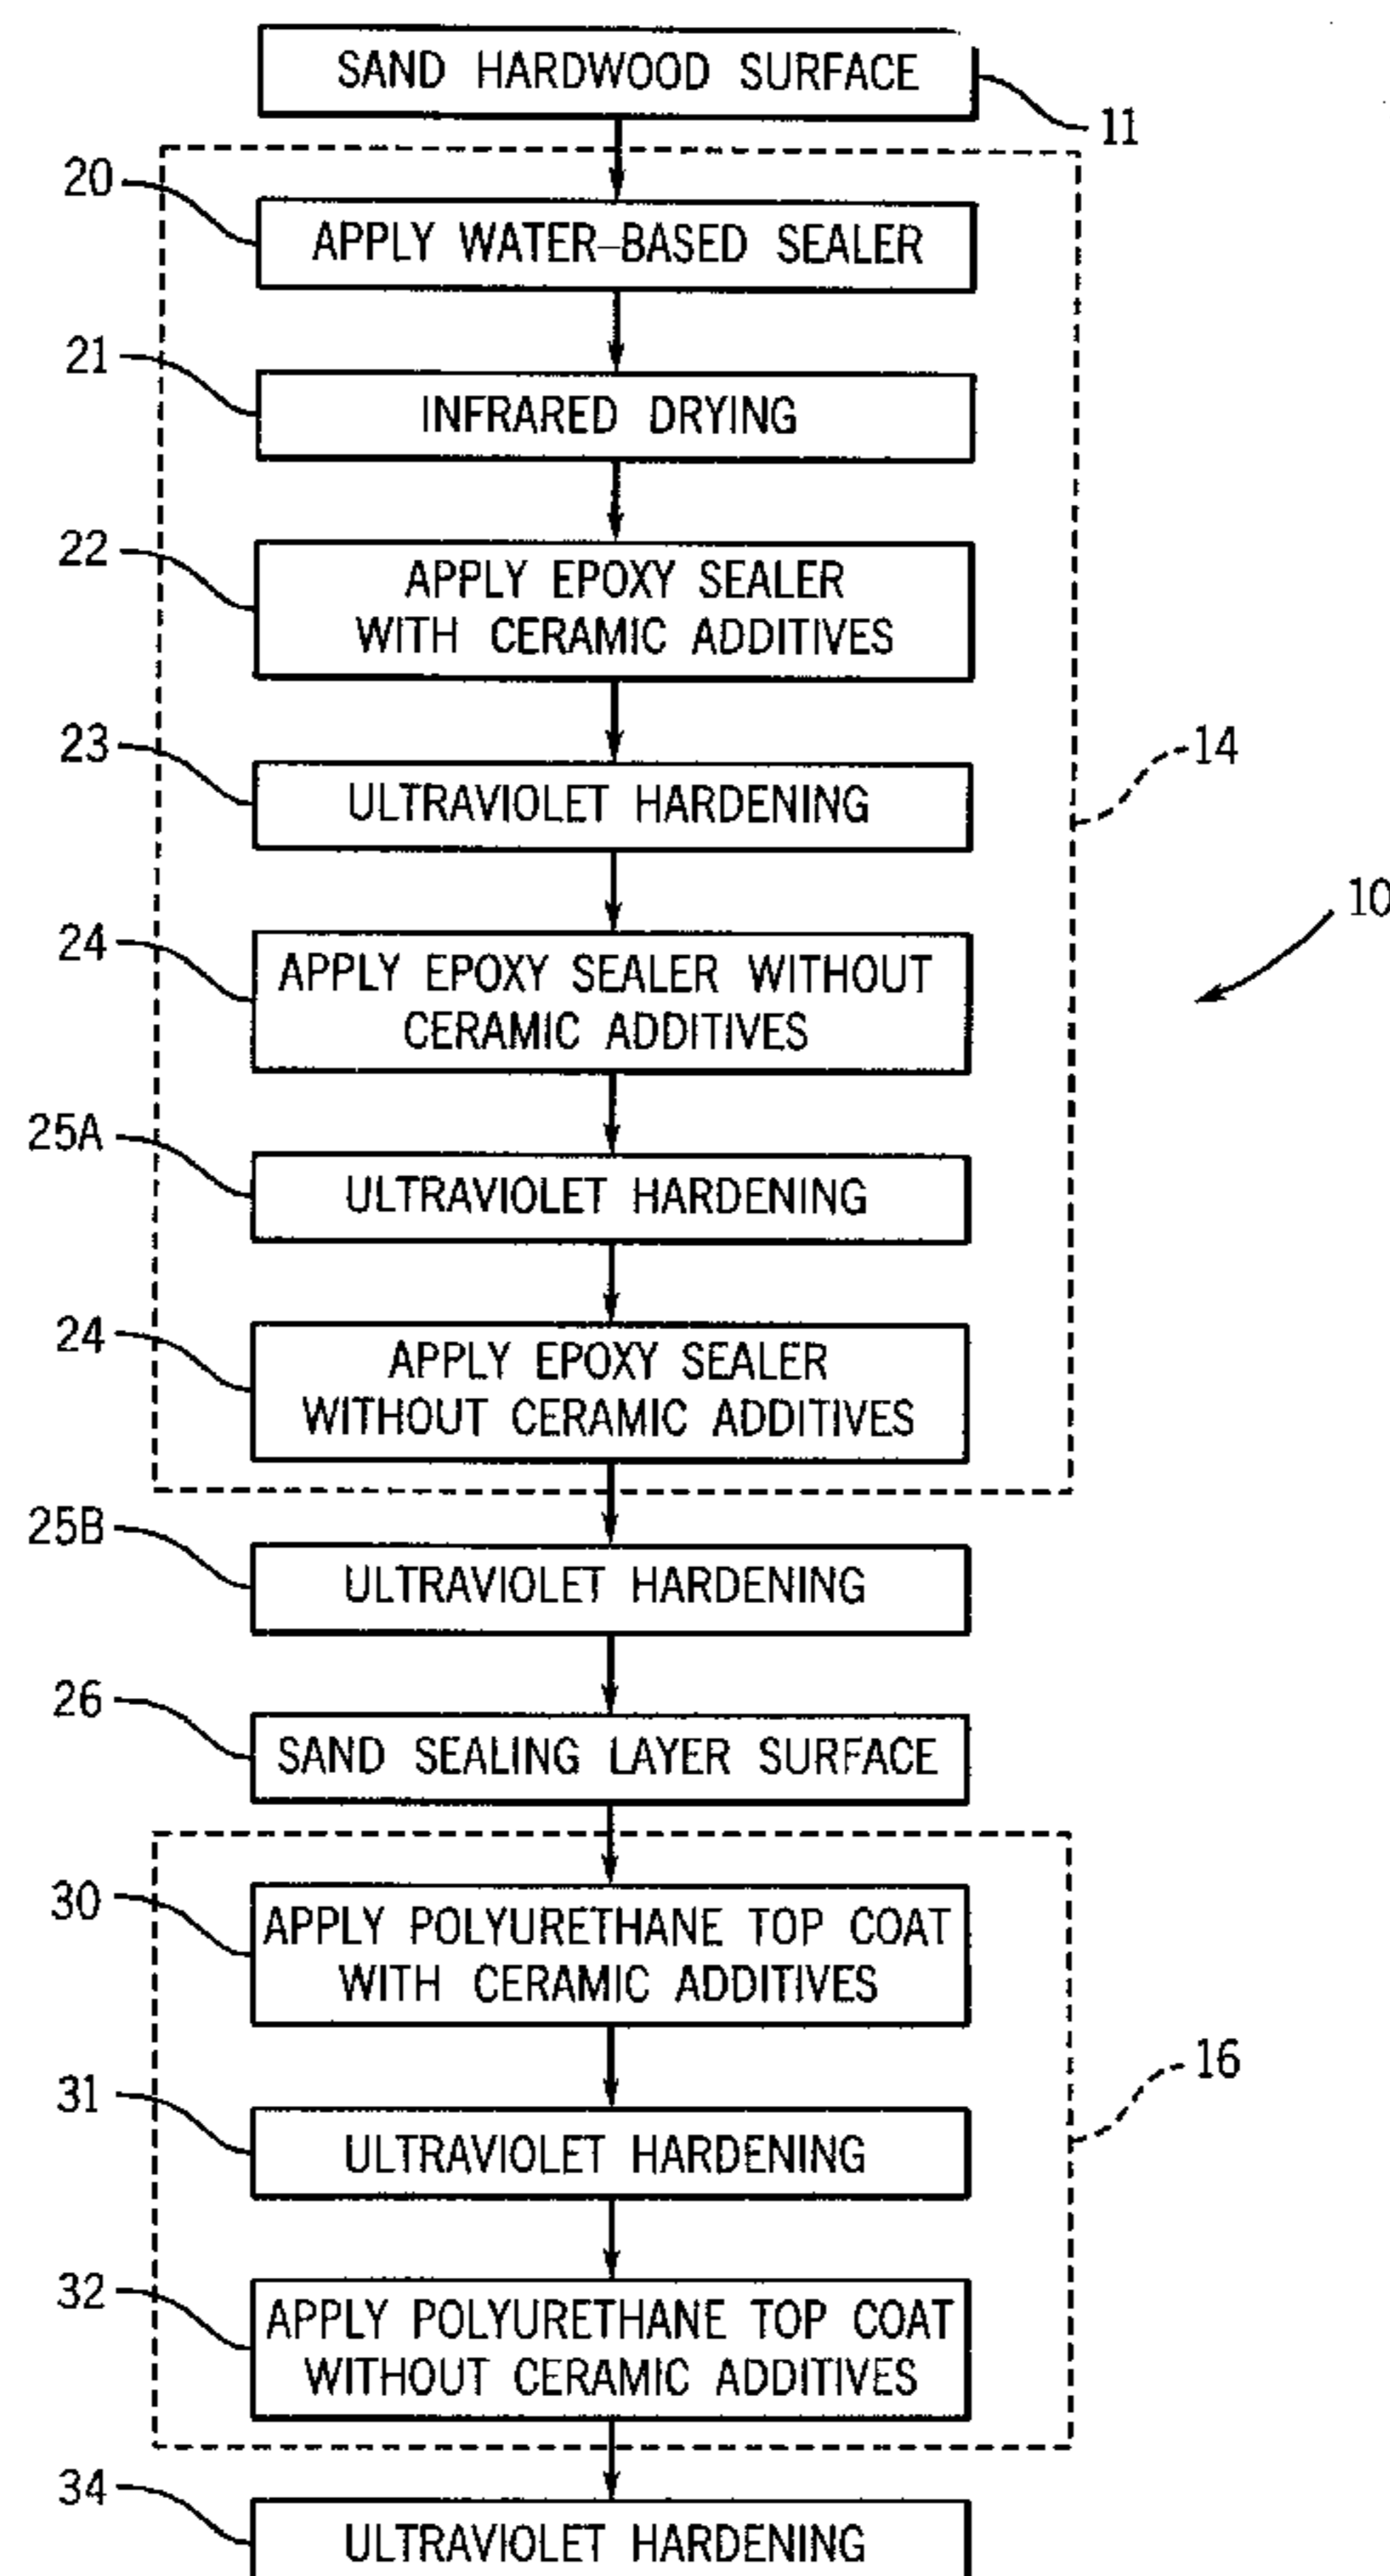 SAND HARDWOOD SURFACE
11
20
APPLY WATER–BASED SEALER
21
INFRARED DRYING
22
APPLY EPOXY SEALER
WITH CERAMIC ADDITIVES
23
ULTRAVIOLET HARDENING
14
10
24
APPLY EPOXY SEALER WITHOUT
CERAMIC ADDITIVES
25A
ULTRAVIOLET HARDENING
24
APPLY EPOXY SEALER
WITHOUT CERAMIC ADDITIVES
25B
ULTRAVIOLET HARDENING
26
SAND SEALING LAYER SURFACE
30
APPLY POLYURETHANE TOP COAT
WITH CERAMIC ADDITIVES
16
31
ULTRAVIOLET HARDENING
32
APPLY POLYURETHANE TOP COAT
WITHOUT CERAMIC ADDITIVES
34
ULTRAVIOLET HARDENING